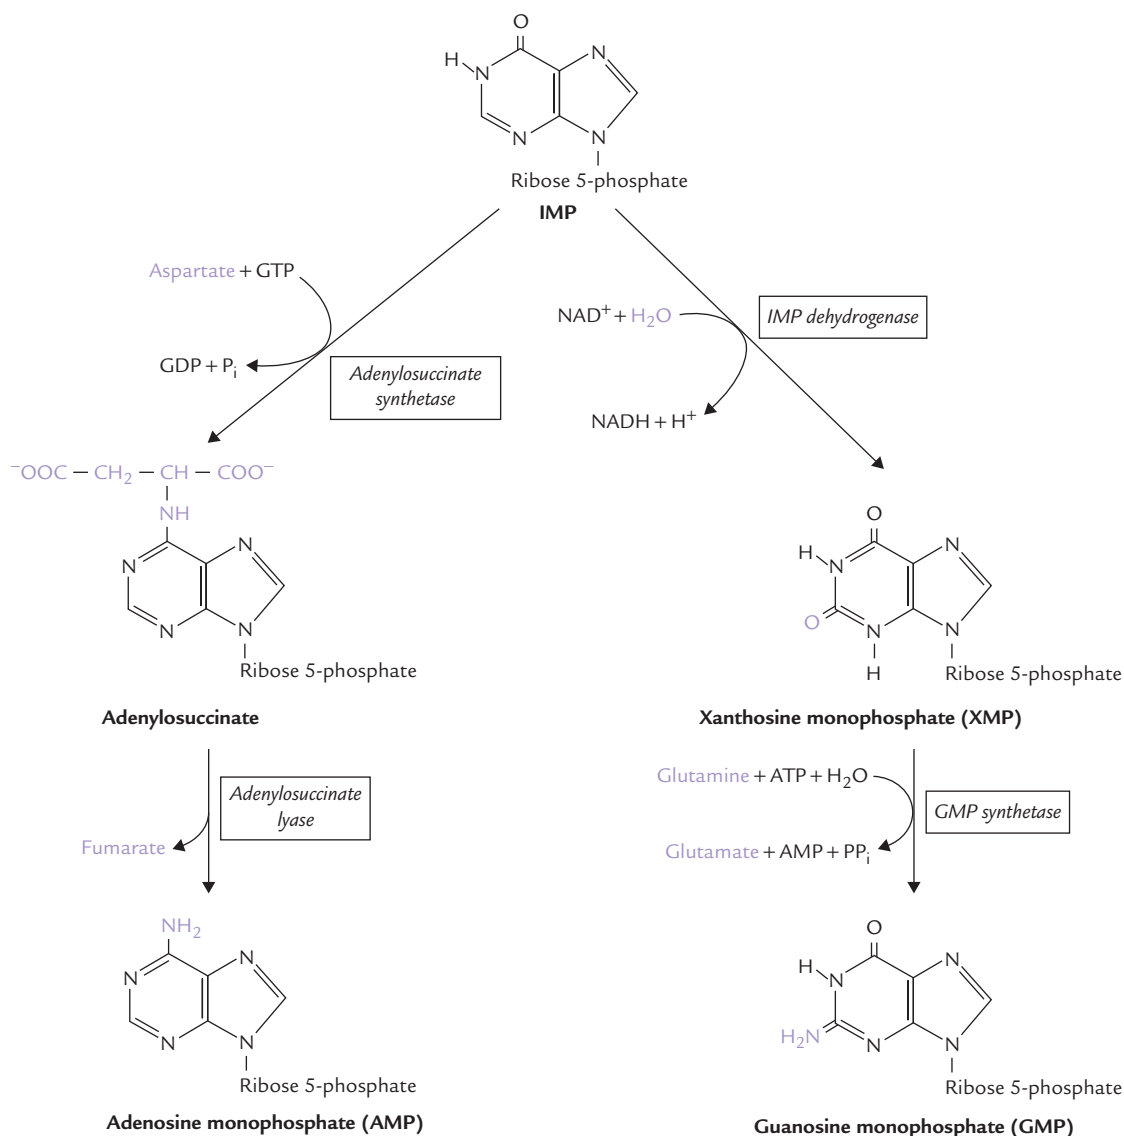 O
H
N
N
N
N
Ribose 5-phosphate
IMP
Aspartate + GTP
GDP + Pi
Adenylosuccinate
synthetase
NAD+ + H2O
IMP dehydrogenase
NADH + H+
−OOC — CH2 — CH — COO−
NH
N
N
N
N
Ribose 5-phosphate
Adenylosuccinate
O
H
N
N
O
N
N
H
Ribose 5-phosphate
Xanthosine monophosphate (XMP)
Adenylosuccinate
lyase
Fumarate
Glutamine + ATP + H2O
GMP synthetase
Glutamate + AMP + PPi
NH2
N
N
N
N
Ribose 5-phosphate
Adenosine monophosphate (AMP)
O
H
N
N
H2N
N
N
Ribose 5-phosphate
Guanosine monophosphate (GMP)